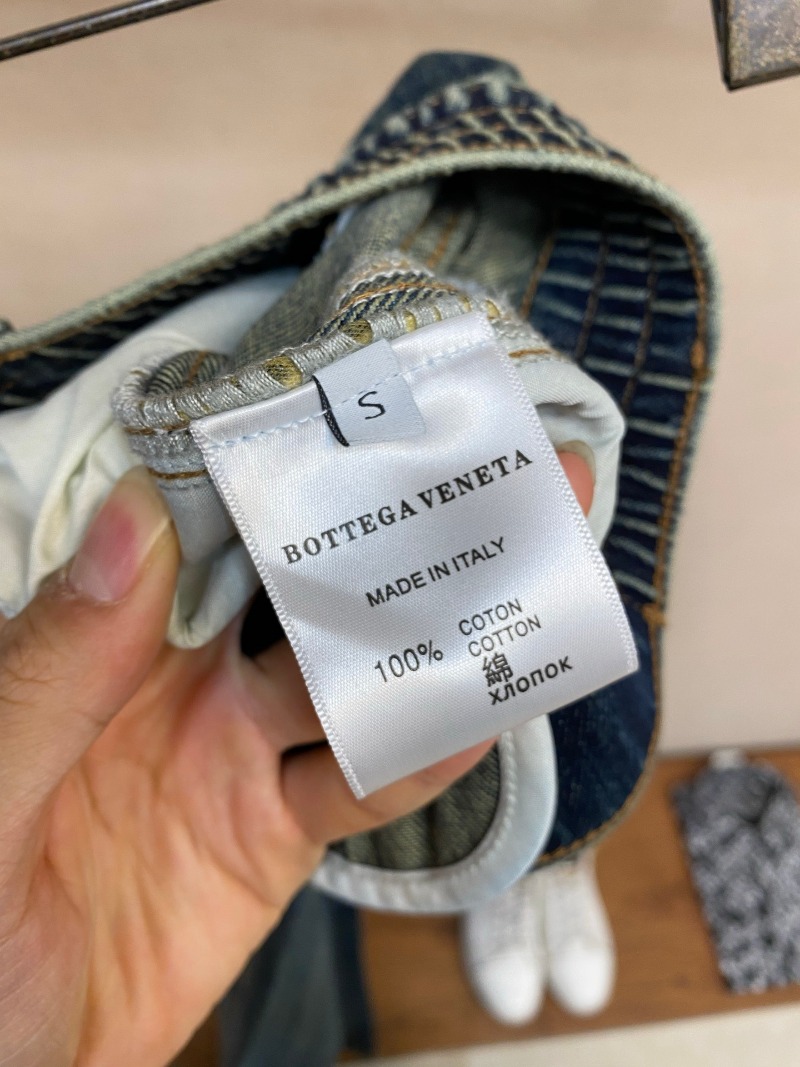 S
BOTTEGA VENETA
MADE IN ITALY
100% COTON
COTTON
綿
хлопок